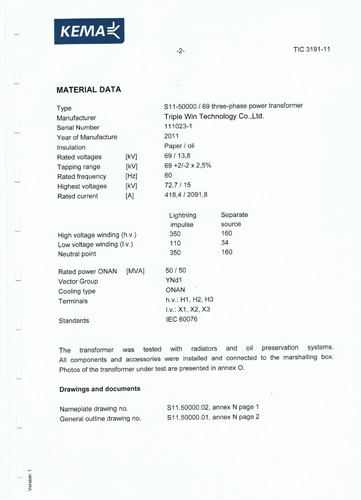 KEMA
-2-
TIC 3191-11
MATERIAL DATA
Type S11-50000 / 69 three-phase power transformer
Manufacturer Triple Win Technology Co.,Ltd.
Serial Number 111023-1
Year of Manufacture 2011
Insulation Paper / oil
Rated voltages [kV] 69 / 13,8
Tapping range [kV] 69 +2/-2 x 2,5%
Rated frequency [Hz] 60
Highest voltages [kV] 72,7 / 15
Rated current [A] 418,4 / 2091,8
Lightning Separate
impulse source
High voltage winding (h.v.) 350 160
Low voltage winding (l.v.) 110 34
Neutral point 350 160
Rated power ONAN [MVA] 50 / 50
Vector Group YNd1
Cooling type ONAN
Terminals h.v.: H1, H2, H3
l.v.: X1, X2, X3
Standards IEC 60076
The transformer was tested with radiators and oil preservation systems.
All components and accessories were installed and connected to the marshalling box.
Photos of the transformer under test are presented in annex O.
Drawings and documents
Nameplate drawing no. S11.50000.02, annex N page 1
General outline drawing no. S11.50000.01, annex N page 2
Version: 1